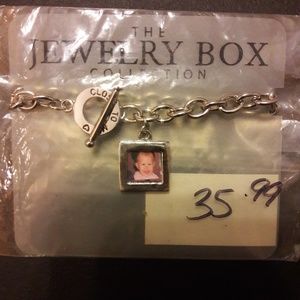 THE
JEWELRY BOX
COLLECTION
35.99